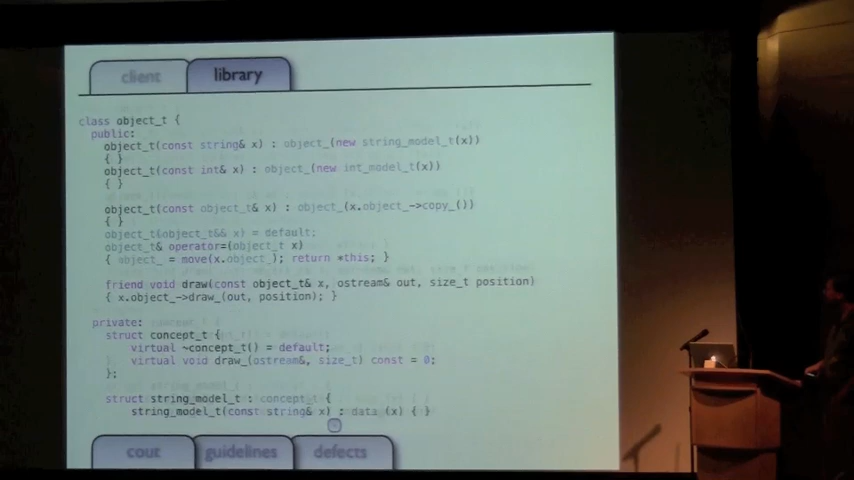 client
library
class object_t {
public:
object_t(const string& x) : object_(new string_model_t(x))
{ }
object_t(const int& x) : object_(new int_model_t(x))
{ }
object_t(const object_t& x) : object_(x.object_->copy_())
{ }
object_t(object_t&& x) = default;
object_t& operator=(object_t x)
{ object_ = move(x.object_); return *this; }
friend void draw(const object_t& x, ostream& out, size_t position)
{ x.object_->draw_(out, position); }
private:
struct concept_t {
virtual ~concept_t() = default;
virtual void draw_(ostream&, size_t) const = 0;
};
struct string_model_t : concept_t {
string_model_t(const string& x) : data_(x) { }
cout
guidelines
defects